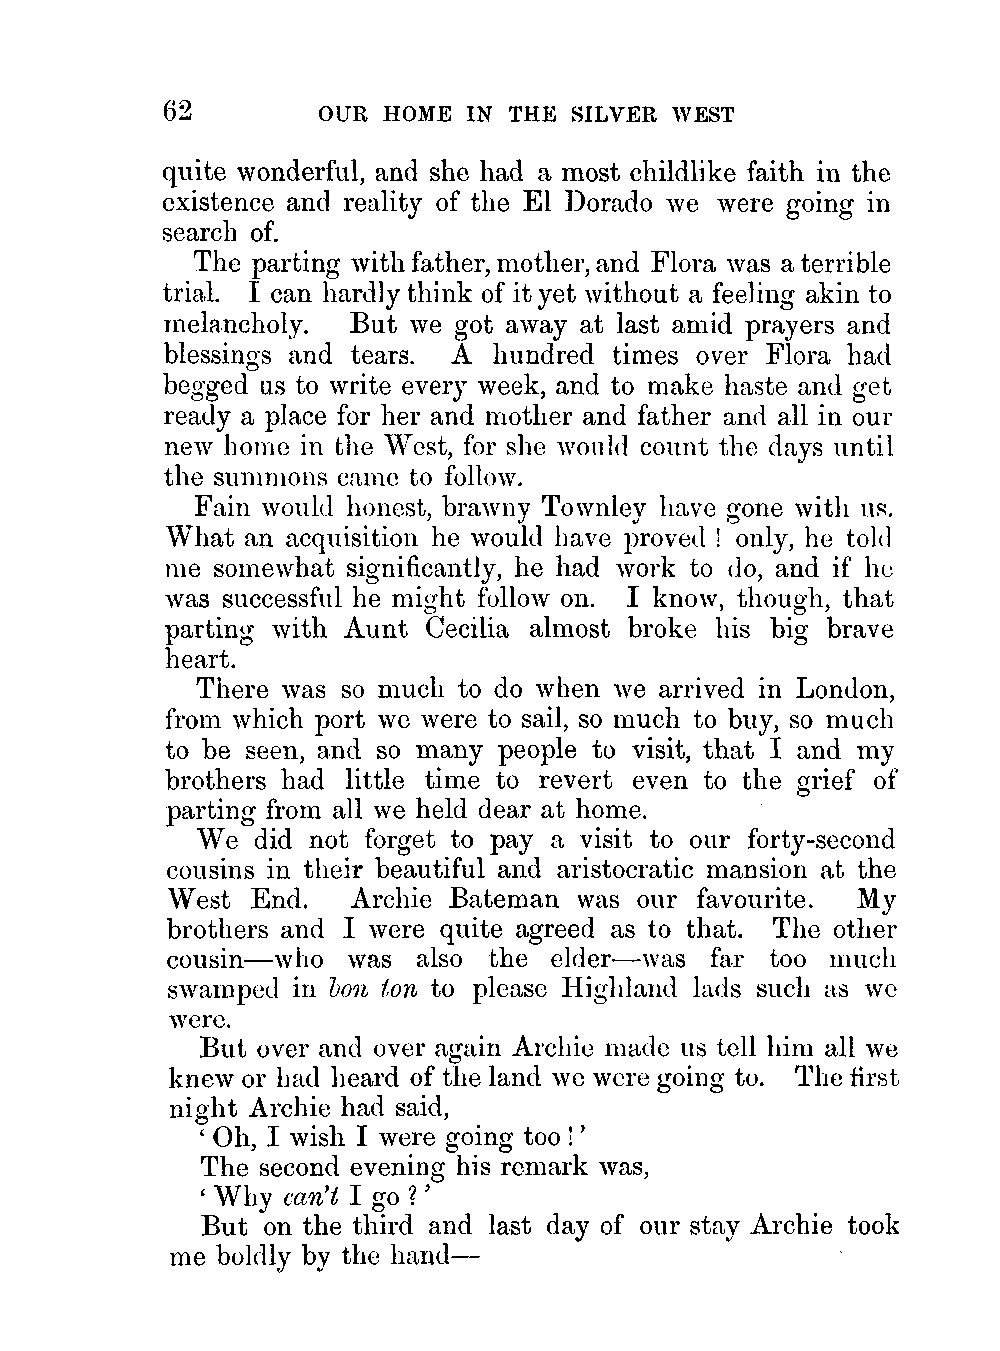 62 OUR HOME IN THE SILVER WEST
quite wonderful, and she had a most childlike faith in the
existence and reality of the El Dorado we were going in
search of.
The parting with father, mother, and Flora was a terrible
trial. I can hardly think of it yet without a feeling akin to
melancholy. But we got away at last amid prayers and
blessings and tears. A hundred times over Flora had
begged us to write every week, and to make haste and get
ready a place for her and mother and father and all in our
new home in the West, for she would count the days until
the summons came to follow.
Fain would honest, brawny Townley have gone with us.
What an acquisition he would have proved ! only, he told
me somewhat significantly, he had work to do, and if he
was successful he might follow on. I know, though, that
parting with Aunt Cecilia almost broke his big brave
heart.
There was so much to do when we arrived in London,
from which port we were to sail, so much to buy, so much
to be seen, and so many people to visit, that I and my
brothers had little time to revert even to the grief of
parting from all we held dear at home.
We did not forget to pay a visit to our forty-second
cousins in their beautiful and aristocratic mansion at the
West End. Archie Bateman was our favourite. My
brothers and I were quite agreed as to that. The other
cousin—who was also the elder—was far too much
swamped in bon ton to please Highland lads such as we
were.
But over and over again Archie made us tell him all we
knew or had heard of the land we were going to. The first
night Archie had said,
‘ Oh, I wish I were going too ! ’
The second evening his remark was,
‘ Why can't I go ? ’
But on the third and last day of our stay Archie took
me boldly by the hand—